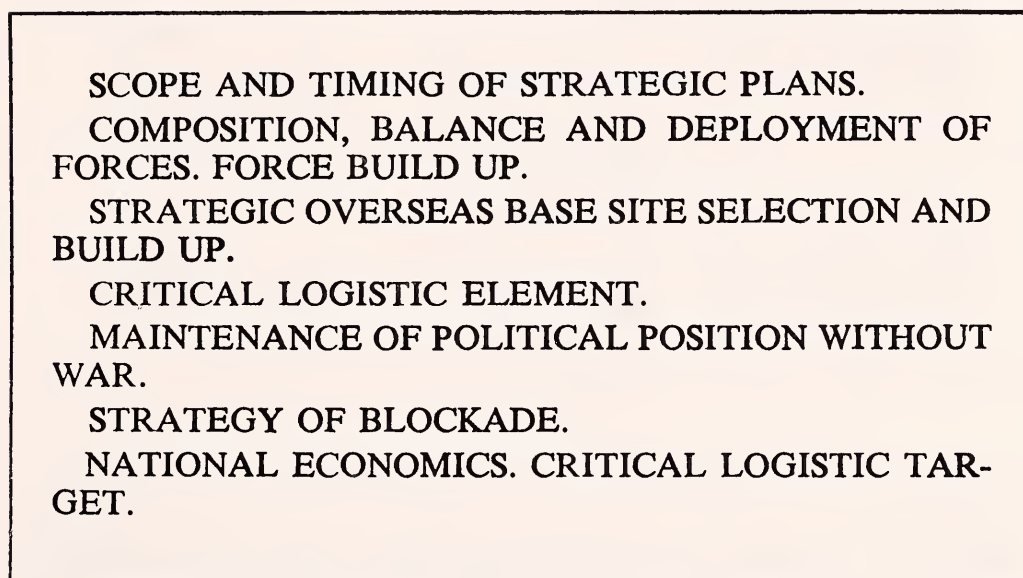 SCOPE AND TIMING OF STRATEGIC PLANS.
COMPOSITION, BALANCE AND DEPLOYMENT OF
FORCES. FORCE BUILD UP.
STRATEGIC OVERSEAS BASE SITE SELECTION AND
BUILD UP.
CRITICAL LOGISTIC ELEMENT.
MAINTENANCE OF POLITICAL POSITION WITHOUT
WAR.
STRATEGY OF BLOCKADE.
NATIONAL ECONOMICS. CRITICAL LOGISTIC TAR-
GET.